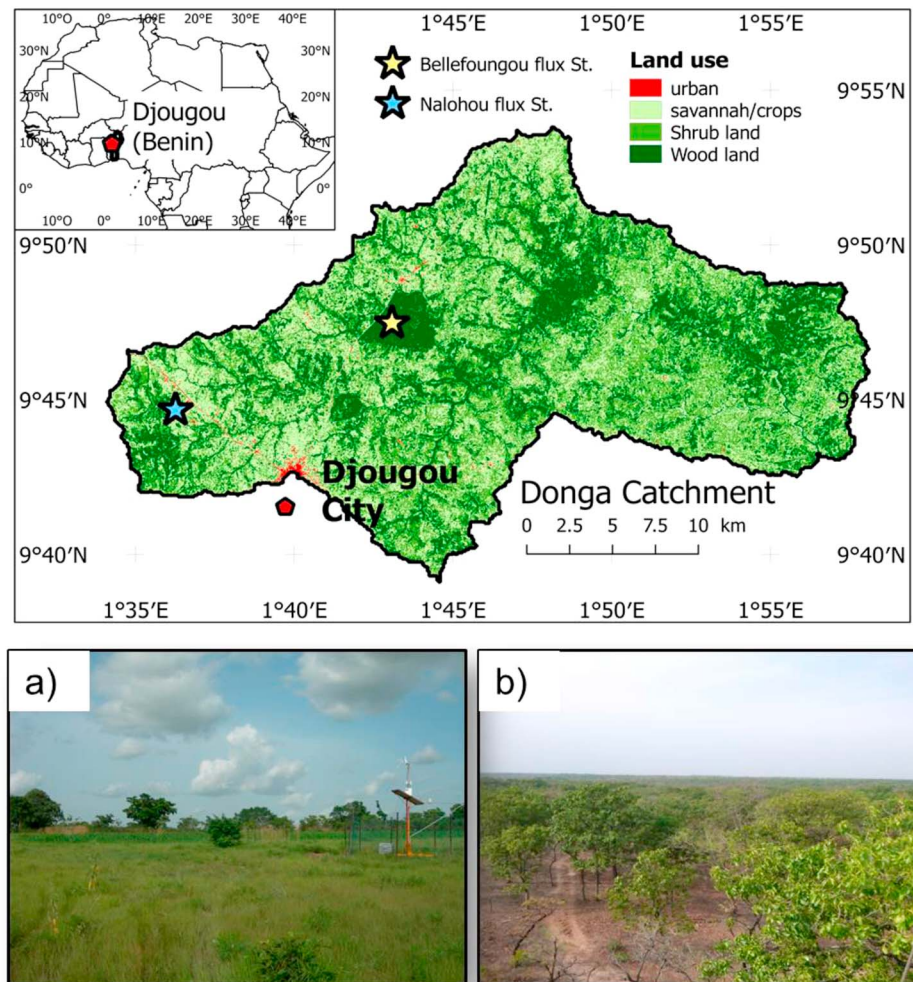 10°O 0° 10°E 20°E 30°E 40°E
30°N 30°N
20°N 20°N
10°N 10°N
0° 0°
10°O 0° 10°E 20°E 30°E 40°E
Djougou
(Benin)
1°45′E 1°50′E 1°55′E
Bellefoungou flux St.
Nalohou flux St.
Land use
urban
savannah/crops
Shrub land
Wood land
9°55′N
9°50′N 9°50′N
9°45′N 9°45′N
9°40′N 9°40′N
Djougou
City
Donga Catchment
0 2.5 5 7.5 10 km
1°35′E 1°40′E 1°45′E 1°50′E 1°55′E
a) b)